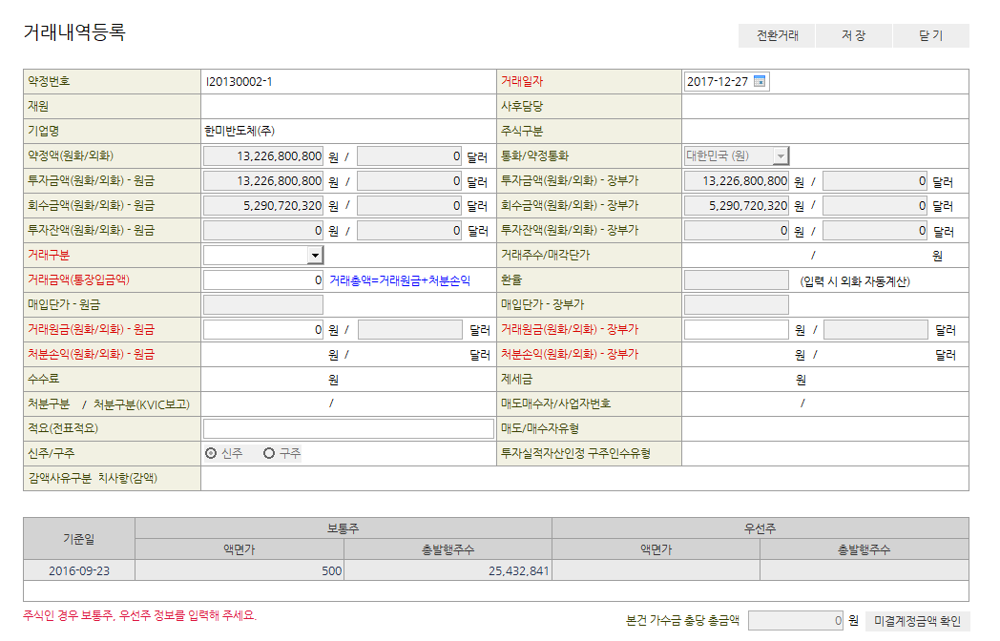 거래내역등록
전환거래 저 장 닫 기
약정번호 I20130002-1 거래일자 2017-12-27
재원 사후담당
기업명 한미반도체(주) 주식구분
약정액(원화/외화) 13,226,800,800 원 / 0 달러 통화/약정통화 대한민국 (원)
투자금액(원화/외화) - 원금 13,226,800,800 원 / 0 달러 투자금액(원화/외화) - 장부가 13,226,800,800 원 / 0 달러
회수금액(원화/외화) - 원금 5,290,720,320 원 / 0 달러 회수금액(원화/외화) - 장부가 5,290,720,320 원 / 0 달러
투자잔액(원화/외화) - 원금 0 원 / 0 달러 투자잔액(원화/외화) - 장부가 0 원 / 0 달러
거래구분 거래주수/매각단가 / 원
거래금액(통장입금액) 0 거래총액=거래원금+처분손익 환율 (입력 시 외화 자동계산)
매입단가 - 원금 매입단가 - 장부가
거래원금(원화/외화) - 원금 0 원 / 달러 거래원금(원화/외화) - 장부가 원 / 달러
처분손익(원화/외화) - 원금 원 / 달러 처분손익(원화/외화) - 장부가 원 / 달러
수수료 원 제세금 원
처분구분 / 처분구분(KVIC보고) / 매도매수자/사업자번호 /
적요(전표적요) 매도/매수자유형
신주/구주 신주 구주 투자실적자산인정 구주인수유형
감액사유구분 치사항(감액)
기준일 보통주 우선주
액면가 총발행주수 액면가 총발행주수
2016-09-23 500 25,432,841
주식인 경우 보통주, 우선주 정보를 입력해 주세요.
본건 가수금 충당 총금액 0 원 미결계정금액 확인